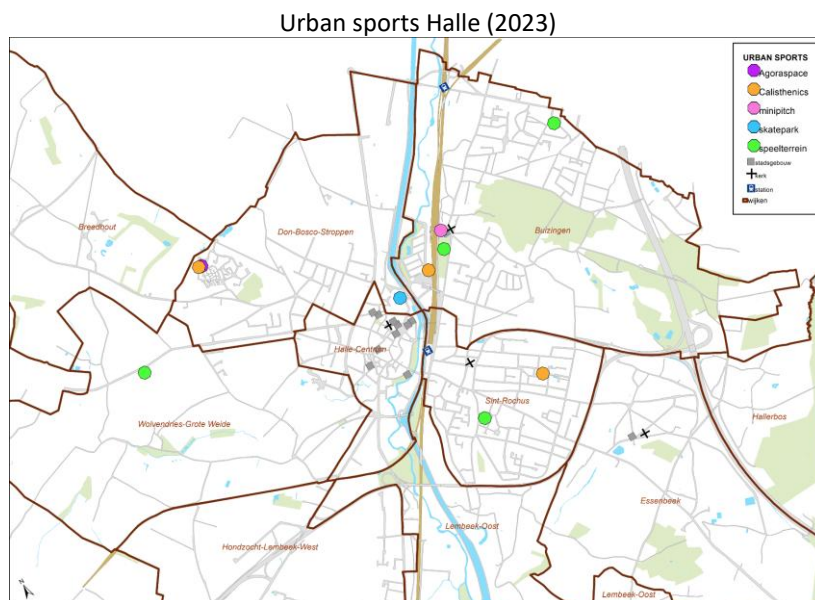 Urban sports Halle (2023)
URBAN SPORTS
Agoraspace
Calisthenics
minipitch
skatepark
speelterrein
stadsgebouw
kerk
station
wijken
Breedhout
Don-Bosco-Stroppen
Buizingen
Halle-Centrum
Wolvendries-Grote Weide
Sint-Rochus
Hallerbos
Essenbeek
Lembeek-Oost
Hondzocht-Lembeek-West
Lembeek-Oost
N